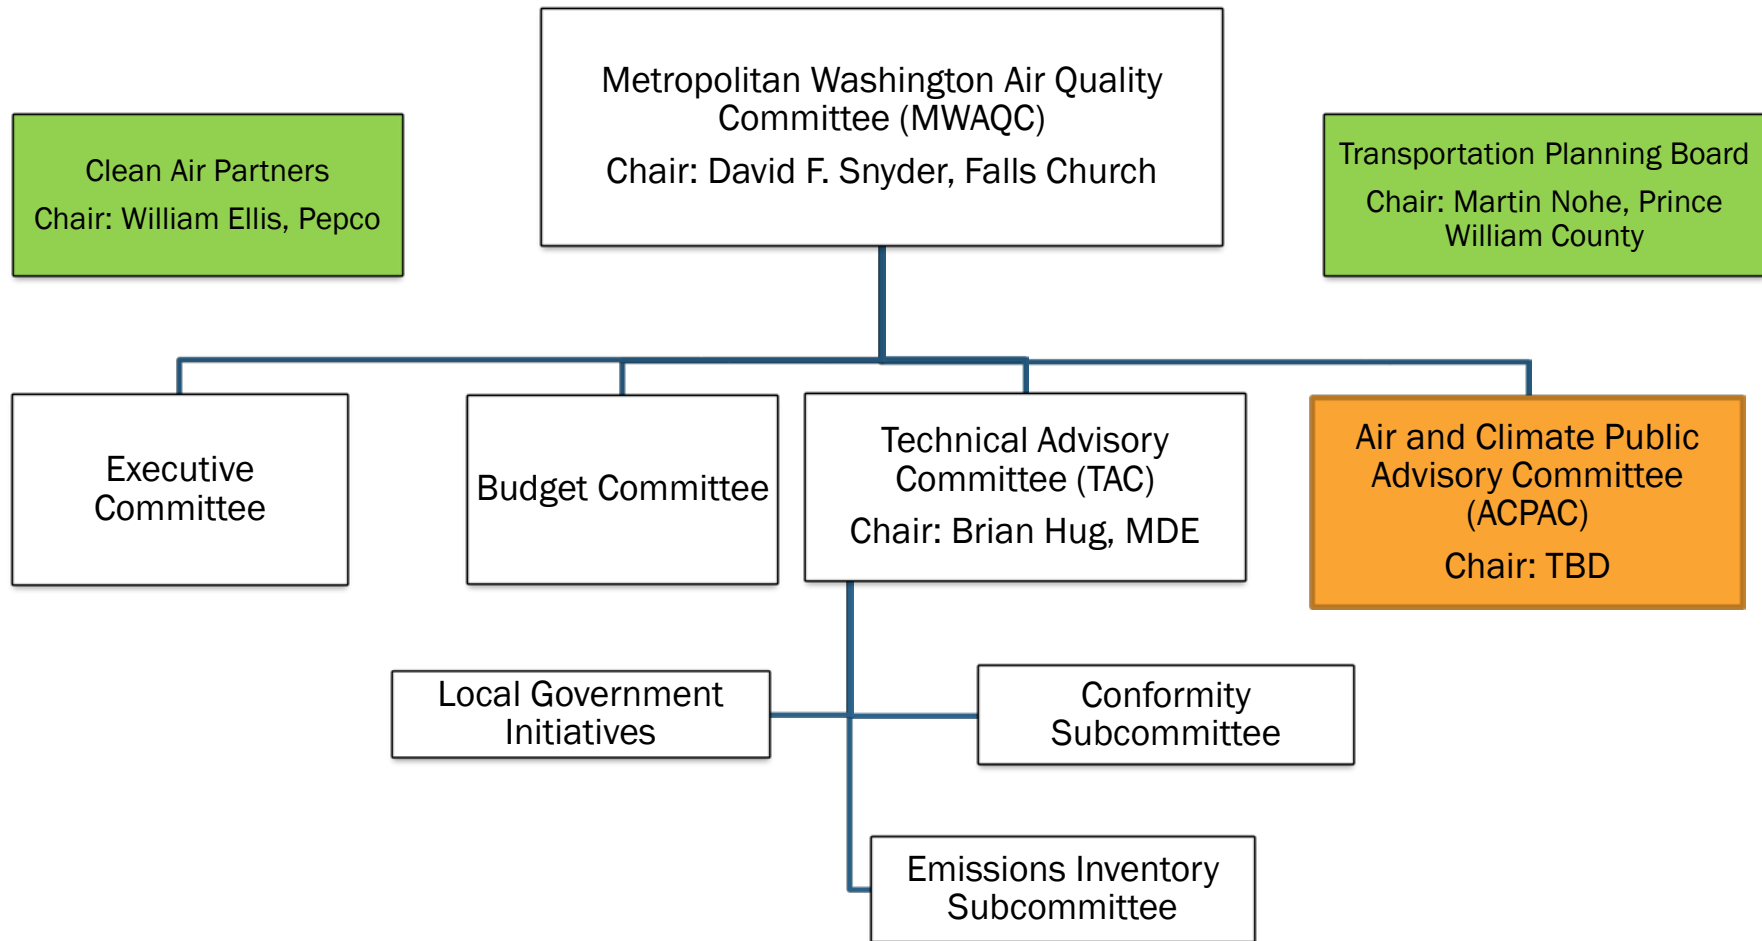 Metropolitan Washington Air Quality
Committee (MWAQC)
Chair: David F. Snyder, Falls Church
Clean Air Partners
Chair: William Ellis, Pepco
Transportation Planning Board
Chair: Martin Nohe, Prince
William County
Executive
Committee
Budget Committee
Technical Advisory
Committee (TAC)
Chair: Brian Hug, MDE
Air and Climate Public
Advisory Committee
(ACPAC)
Chair: TBD
Local Government
Initiatives
Conformity
Subcommittee
Emissions Inventory
Subcommittee